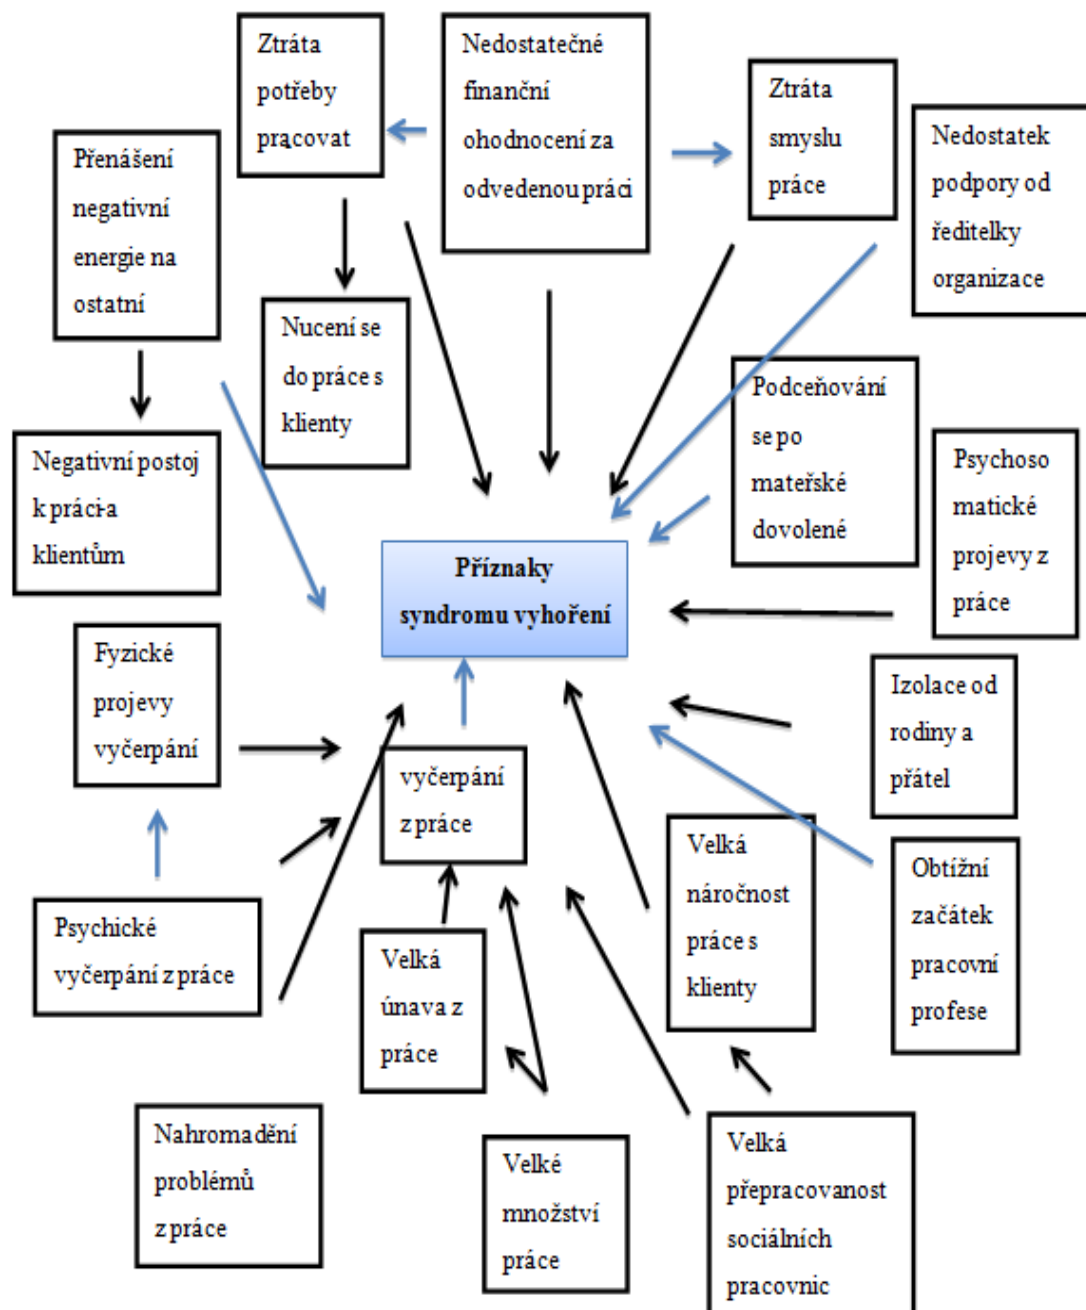 Ztráta
potřeby
pracovat
Nedostatečné
finanční
ohodnocení za
odvedenou práci
Ztráta
smyslu
práce
Nedostatek
podpory od
ředitelky
organizace
Přenášení
negativní
energie na
ostatní
Nucení se
do práce s
klienty
Podceňování
se po
mateřské
dovolené
Negativní postoj
k práci-a
klientům
Psychoso
matické
projevy z
práce
Příznaky
syndromu vyhoření
Fyzické
projevy
vyčerpání
Izolace od
rodiny a
přátel
vyčerpání
z práce
Velká
náročnost
práce s
klienty
Obtížní
začátek
pracovní
profese
Psychické
vyčerpání z práce
Velká
únava z
práce
Nahromadění
problémů
z práce
Velké
množství
práce
Velká
přepracovanost
sociálních
pracovnic